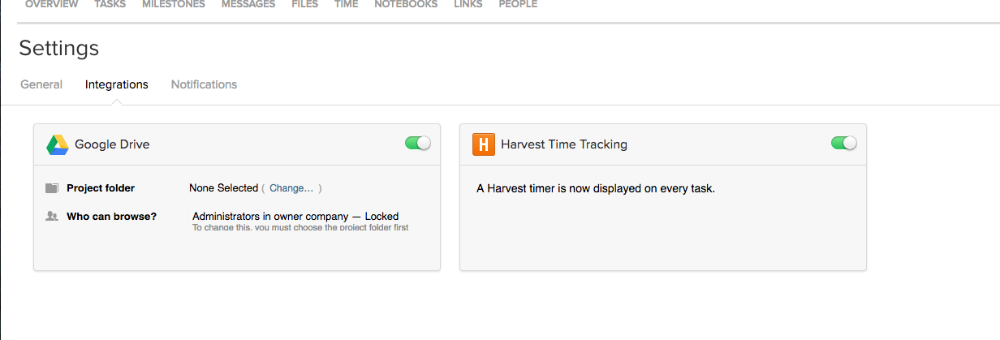 OVERVIEW TASKS MILESTONES MESSAGES FILES TIME NOTEBOOKS LINKS PEOPLE
Settings
General Integrations Notifications
Google Drive
Project folder None Selected ( Change... )
Who can browse? Administrators in owner company — Locked
To change this, you must choose the project folder first
H Harvest Time Tracking
A Harvest timer is now displayed on every task.